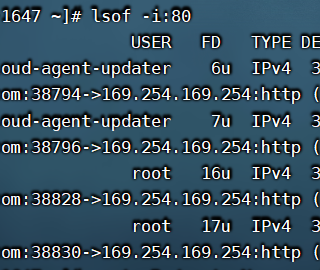 1647 ~]# lsof -i:80
USER FD TYPE DE
oud-agent-updater 6u IPv4 3
om:38794->169.254.169.254:http (
oud-agent-updater 7u IPv4 3
om:38796->169.254.169.254:http (
root 16u IPv4 3
om:38828->169.254.169.254:http (
root 17u IPv4 3
om:38830->169.254.169.254:http (